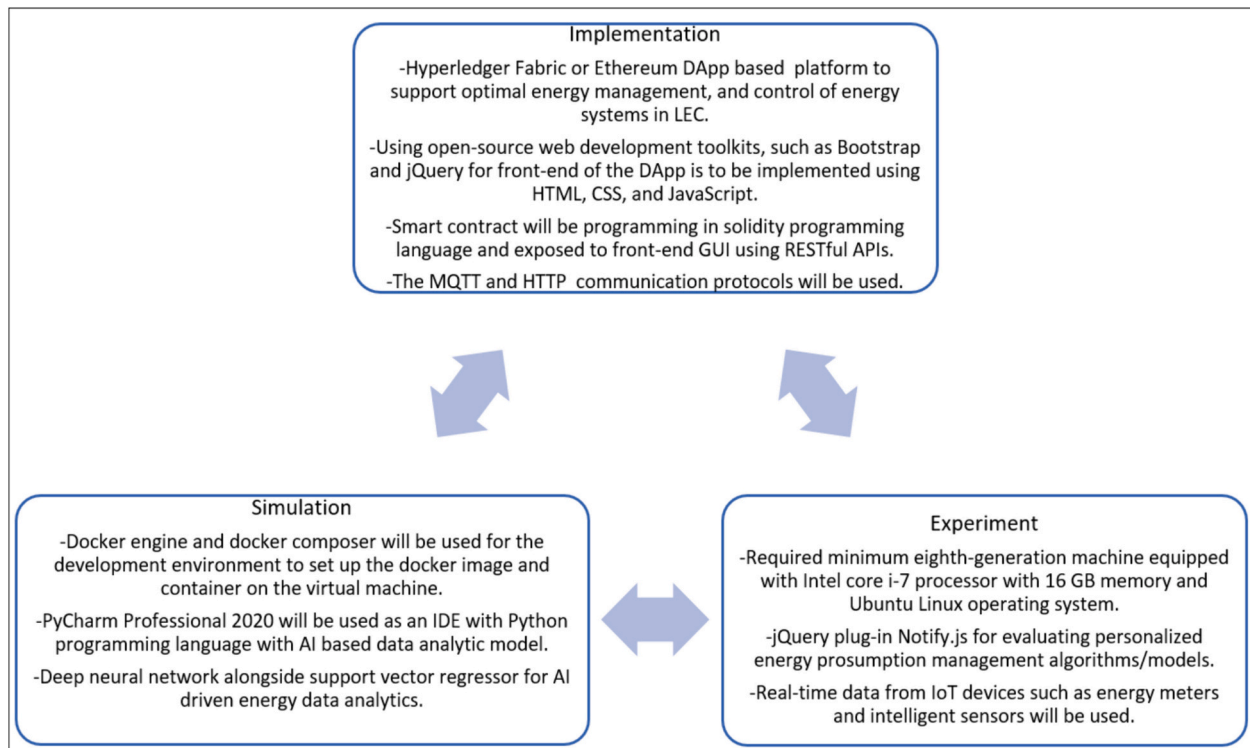 Implementation
-Hyperledger Fabric or Ethereum DApp based platform to
support optimal energy management, and control of energy
systems in LEC.
-Using open-source web development toolkits, such as Bootstrap
and jQuery for front-end of the DApp is to be implemented using
HTML, CSS, and JavaScript.
-Smart contract will be programming in solidity programming
language and exposed to front-end GUI using RESTful APIs.
-The MQTT and HTTP communication protocols will be used.
Simulation
-Docker engine and docker composer will be used for the
development environment to set up the docker image and
container on the virtual machine.
-PyCharm Professional 2020 will be used as an IDE with Python
programming language with AI based data analytic model.
-Deep neural network alongside support vector regressor for AI
driven energy data analytics.
Experiment
-Required minimum eighth-generation machine equipped
with Intel core i-7 processor with 16 GB memory and
Ubuntu Linux operating system.
-jQuery plug-in Notify.js for evaluating personalized
energy prosumption management algorithms/models.
-Real-time data from IoT devices such as energy meters
and intelligent sensors will be used.